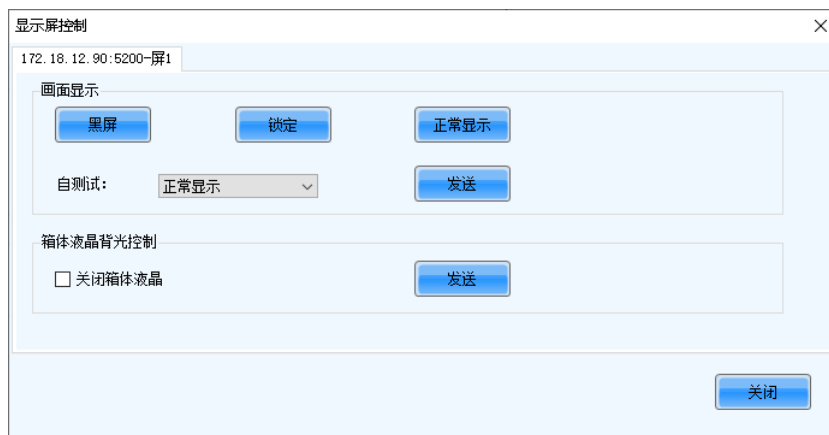 显示屏控制
172.18.12.90:5200-屏1
画面显示
黑屏 锁定 正常显示
自测试: 正常显示 发送
箱体液晶背光控制
关闭箱体液晶 发送
关闭